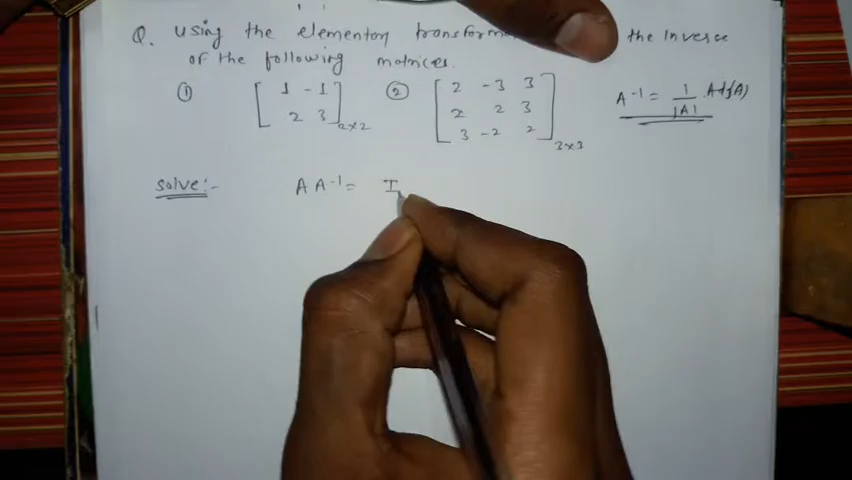 Q. Using the elementary transform the Inverse
of the following matrices.
① [ 1 -1
2 3 ] 2×2
② [ 2 -3 3
2 2 3
3 -2 2 ] 3×3
A⁻¹ = 1/|A| . Adj(A)
Solve:- A A⁻¹ = I